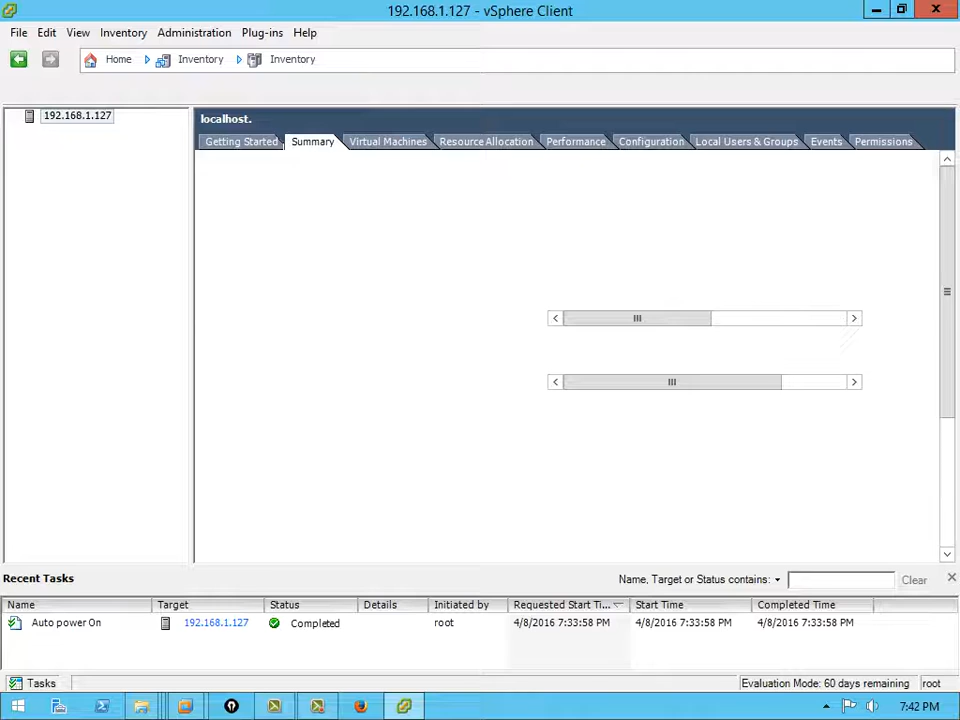 192.168.1.127 - vSphere Client
File Edit View Inventory Administration Plug-ins Help
Home Inventory Inventory
192.168.1.127
localhost.
Getting Started Summary Virtual Machines Resource Allocation Performance Configuration Local Users & Groups Events Permissions
Recent Tasks Name, Target or Status contains: Clear
Name Target Status Details Initiated by Requested Start Ti... Start Time Completed Time
Auto power On 192.168.1.127 Completed root 4/8/2016 7:33:58 PM 4/8/2016 7:33:58 PM 4/8/2016 7:33:58 PM
Tasks Evaluation Mode: 60 days remaining root
7:42 PM